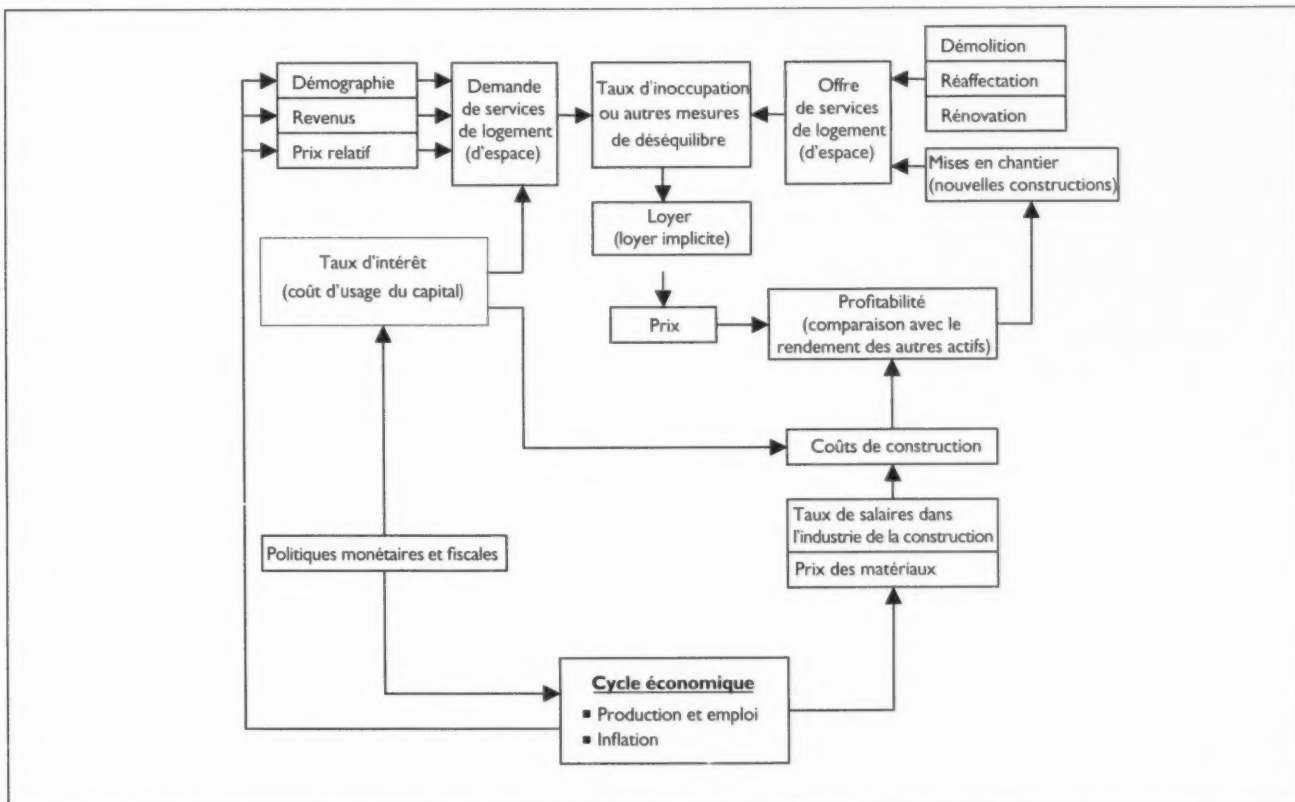 Démographie
Revenus
Prix relatif
Demande
de services
de logement
(d'espace)
Taux d'inoccupation
ou autres mesures
de déséquilibre
Offre
de services
de logement
(d'espace)
Démolition
Réaffectation
Rénovation
Mises en chantier
(nouvelles constructions)
Loyer
(loyer implicite)
Taux d'intérêt
(coût d'usage du capital)
Prix
Profitabilité
(comparaison avec le
rendement des autres actifs)
Coûts de construction
Taux de salaires dans
l'industrie de la construction
Prix des matériaux
Politiques monétaires et fiscales
Cycle économique
▪ Production et emploi
▪ Inflation